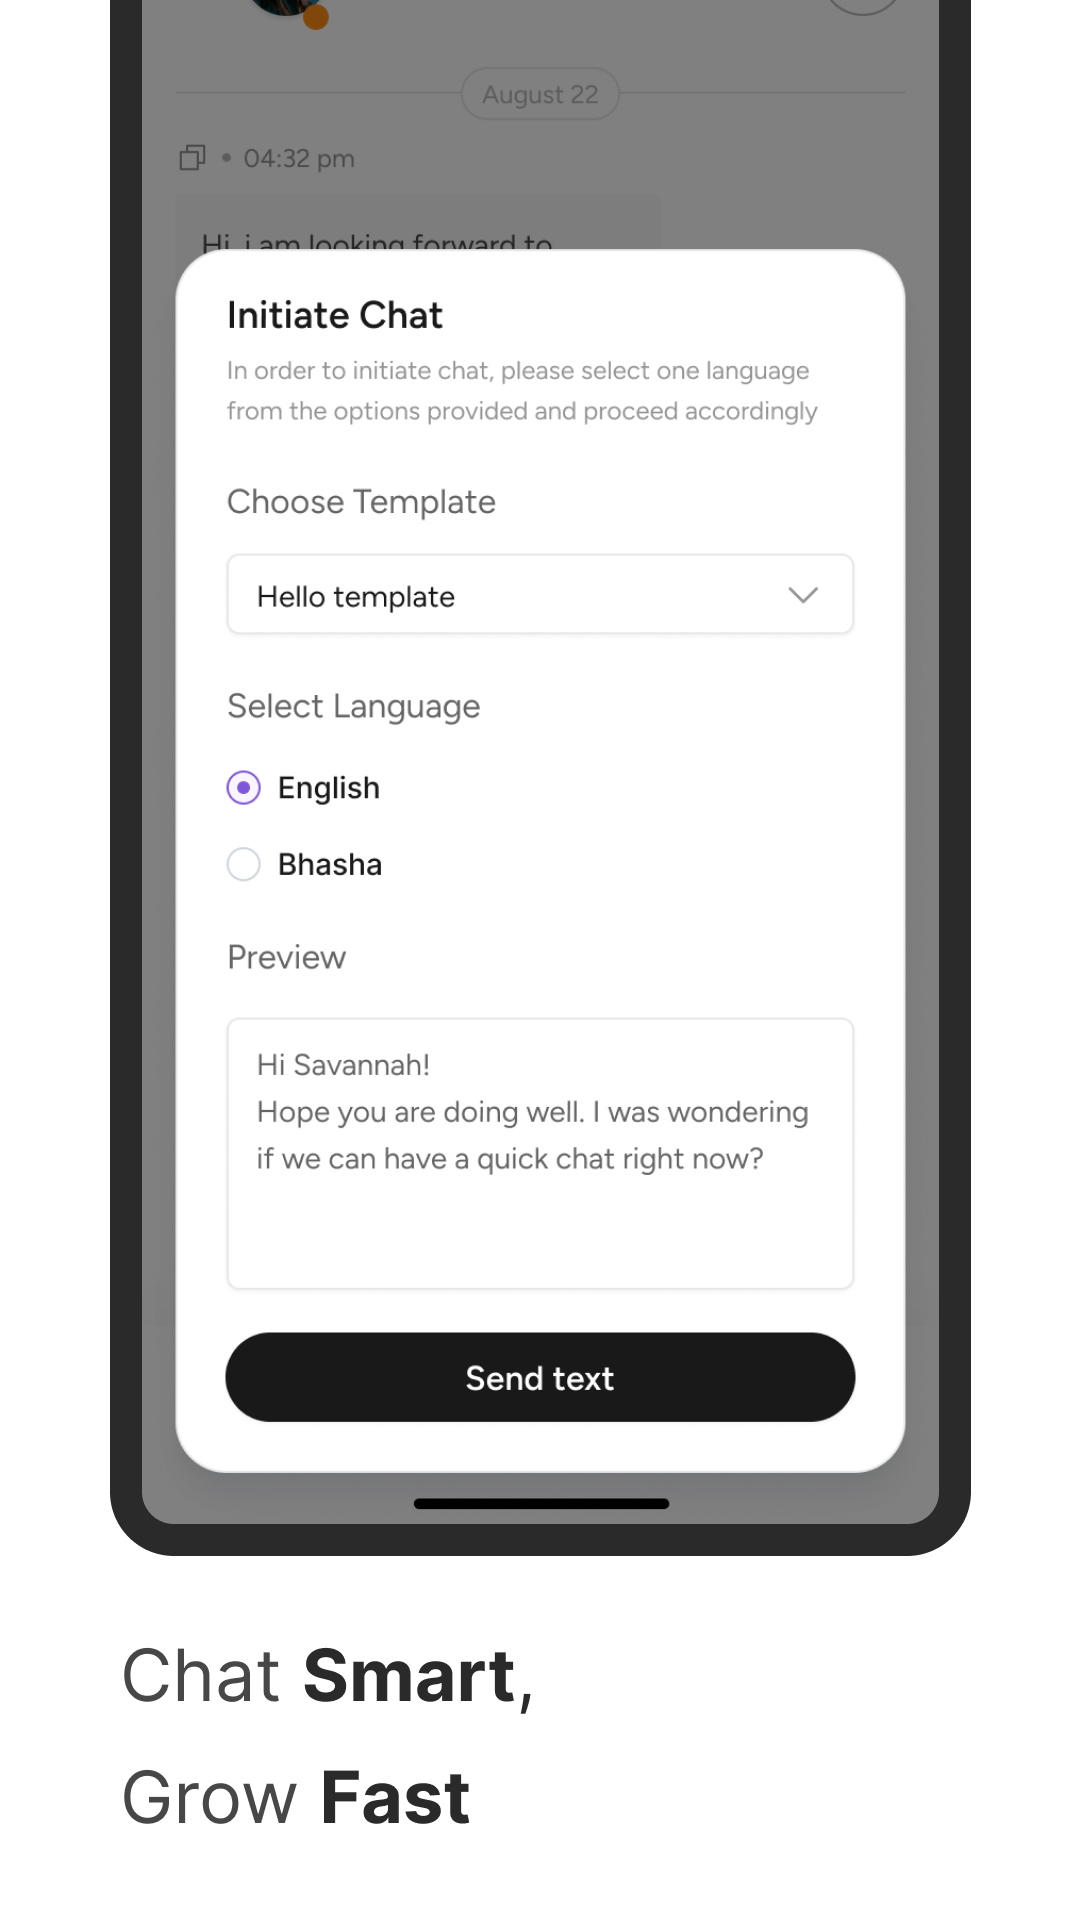 August 22
04:32 pm
Hi, i am looking forward to
Initiate Chat
In order to initiate chat, please select one language
from the options provided and proceed accordingly
Choose Template
Hello template
Select Language
English
Bhasha
Preview
Hi Savannah!
Hope you are doing well. I was wondering
if we can have a quick chat right now?
Send text
Chat Smart,
Grow Fast